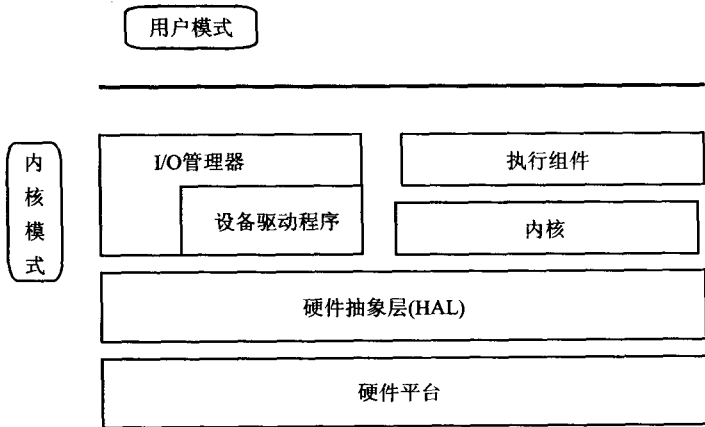 用户模式
内核模式
I/O管理器
执行组件
设备驱动程序
内核
硬件抽象层(HAL)
硬件平台